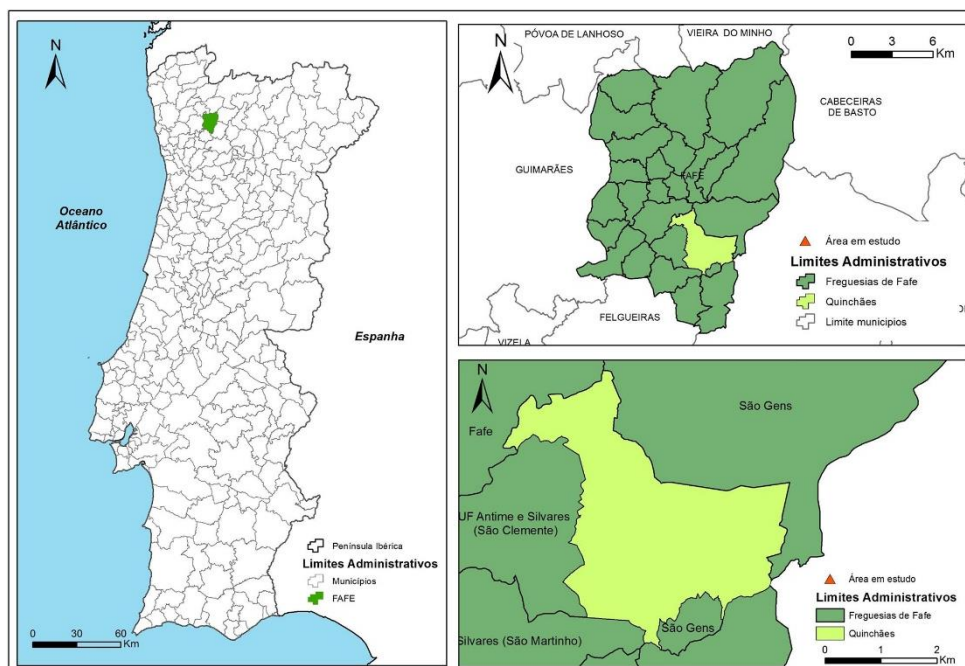 N
Oceano
Atlântico
Espanha
Península Ibérica
Limites Administrativos
Municípios
FAFE
0 30 60
Km
PÓVOA DE LANHOSO
VIEIRA DO MINHO
N
0 3 6
Km
CABECEIRAS
DE BASTO
GUIMARÃES
FAFE
Área em estudo
Limites Administrativos
Freguesias de Fafe
Quinchães
Limite municipios
FELGUEIRAS
VIZELA
N
São Gens
Fafe
UF Antime e Silvares
(São Clemente)
São Gens
Silvares (São Martinho)
Área em estudo
Limites Administrativos
Freguesias de Fafe
Quinchães
0 1 2
Km